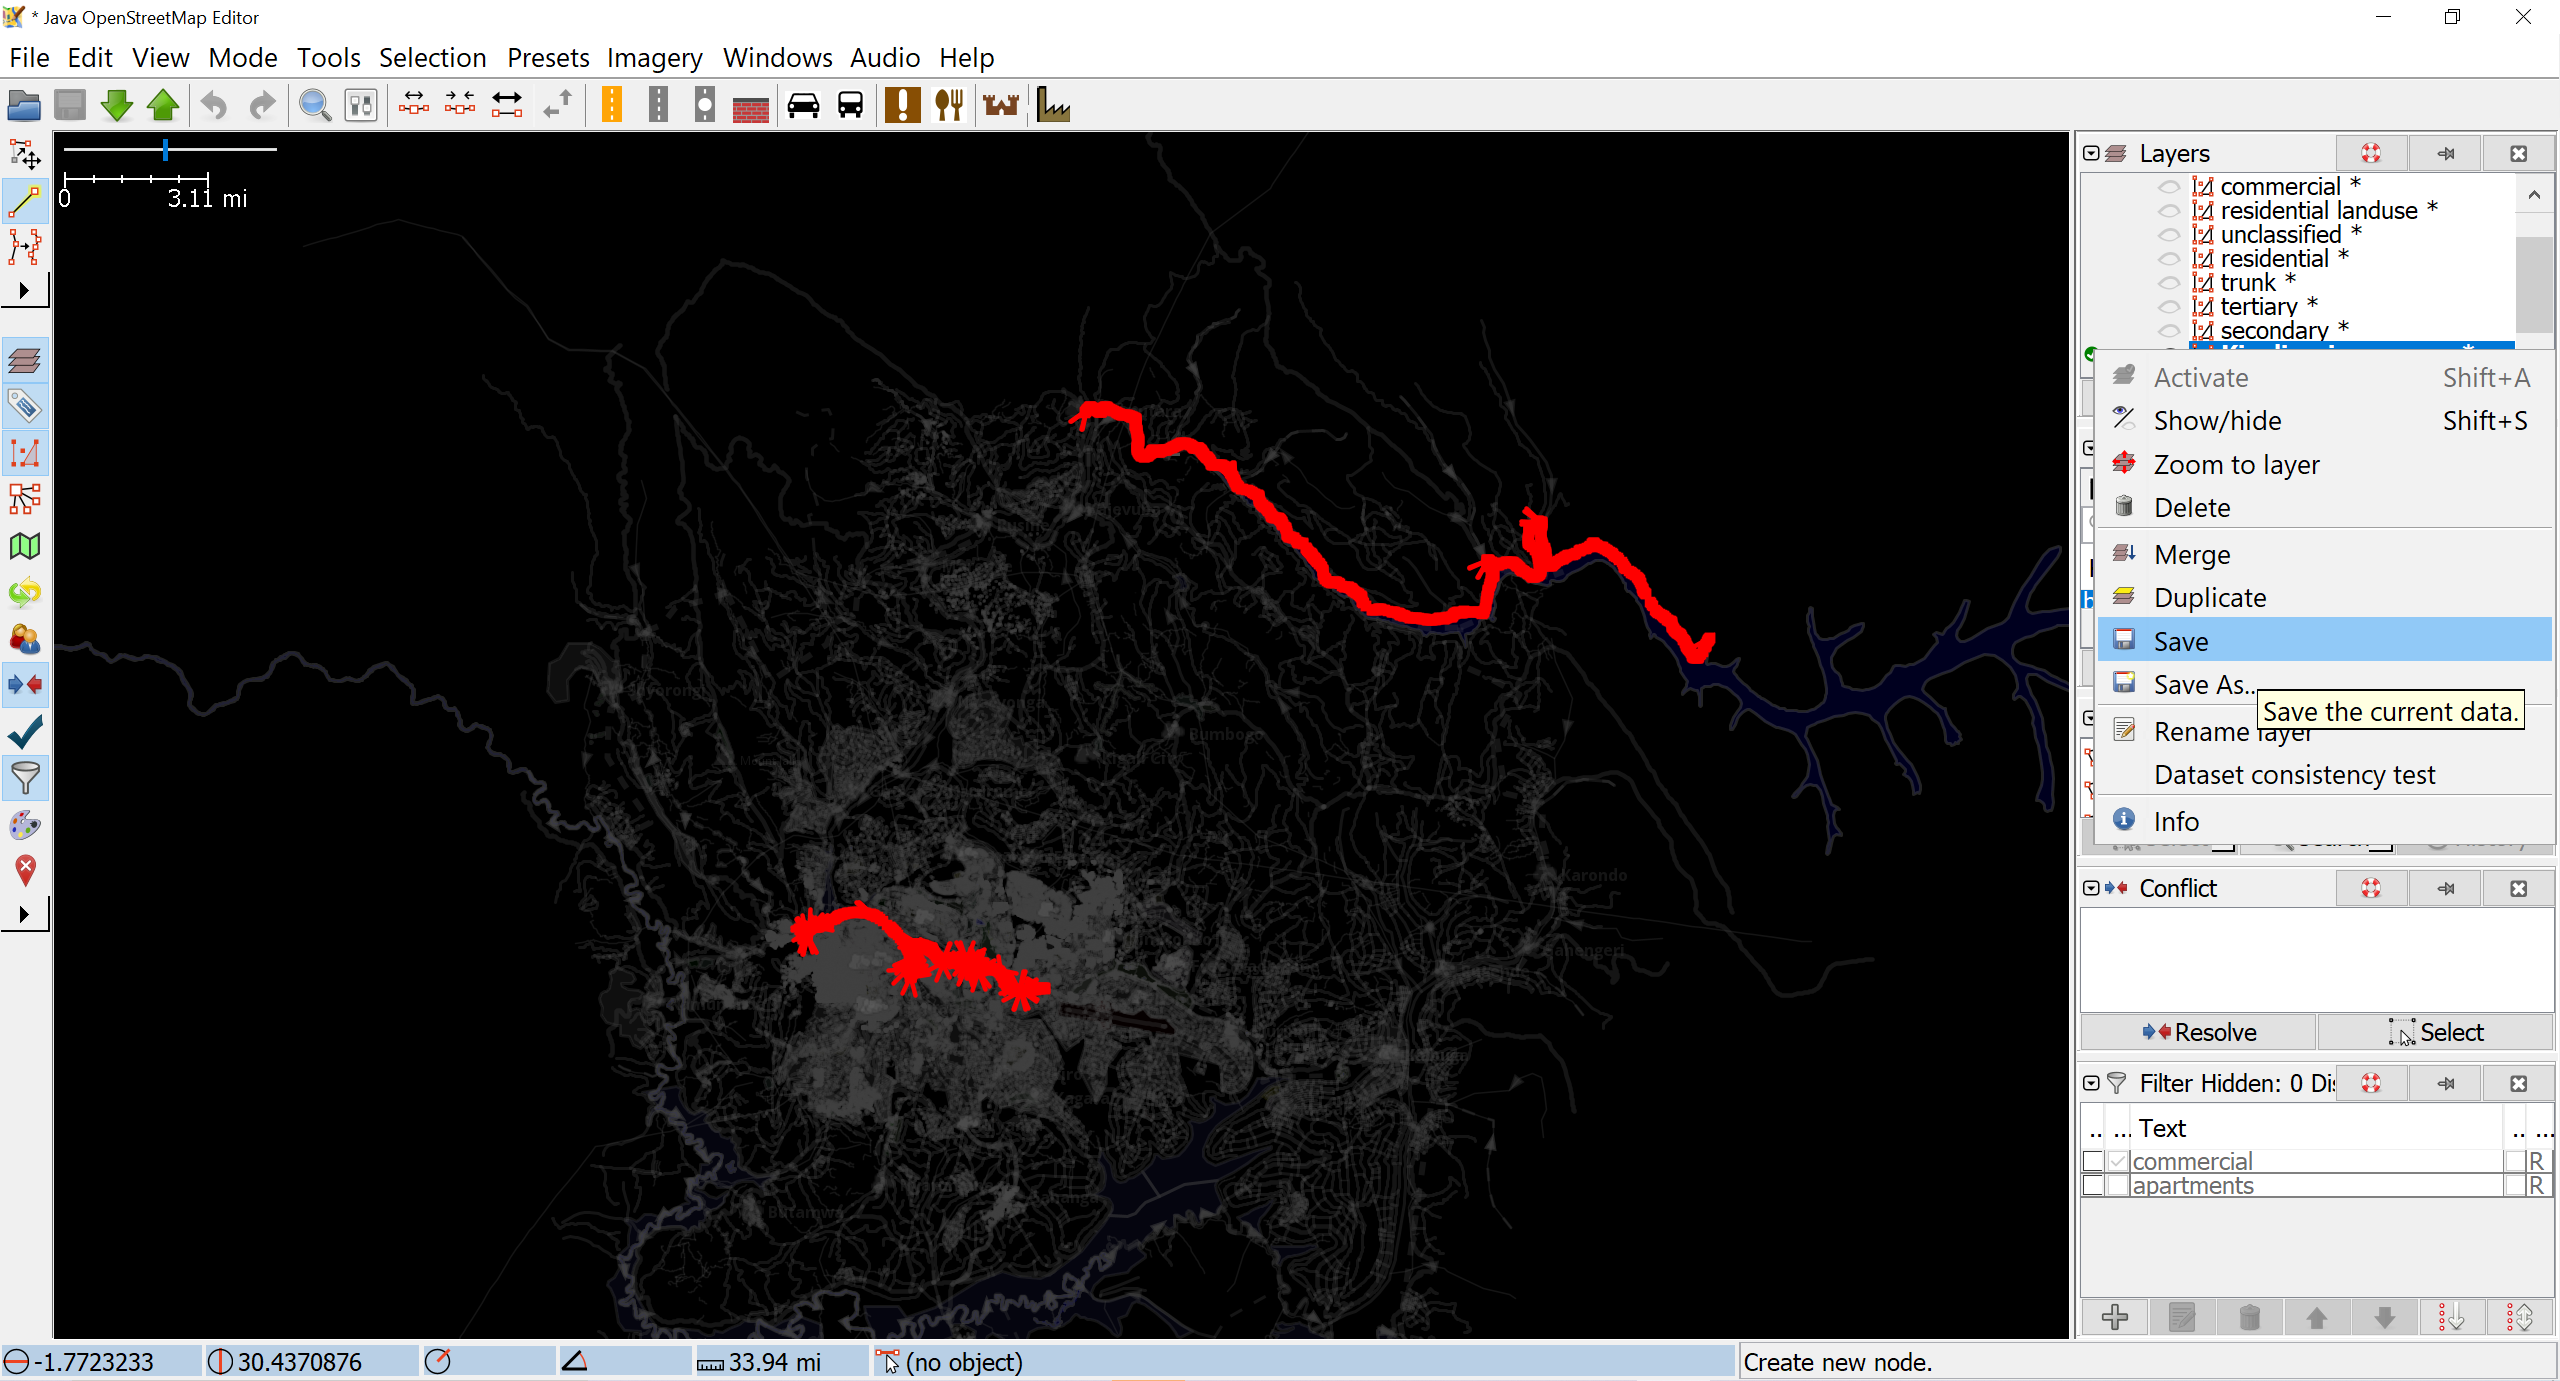 * Java OpenStreetMap Editor
File Edit View Mode Tools Selection Presets Imagery Windows Audio Help
0 3.11 mi
Layers
commercial *
residential landuse *
unclassified *
residential *
trunk *
tertiary *
secondary *
Activate Shift+A
Show/hide Shift+S
Zoom to layer
Delete
Merge
Duplicate
Save
Save As...
Save the current data.
Rename layer
Dataset consistency test
Info
Bumbogo
Karondo
Butamwa
Conflict
Resolve Select
Filter Hidden: 0 Di
.. ... Text .. ...
commercial R
apartments R
-1.7723233 30.4370876 33.94 mi (no object) Create new node.